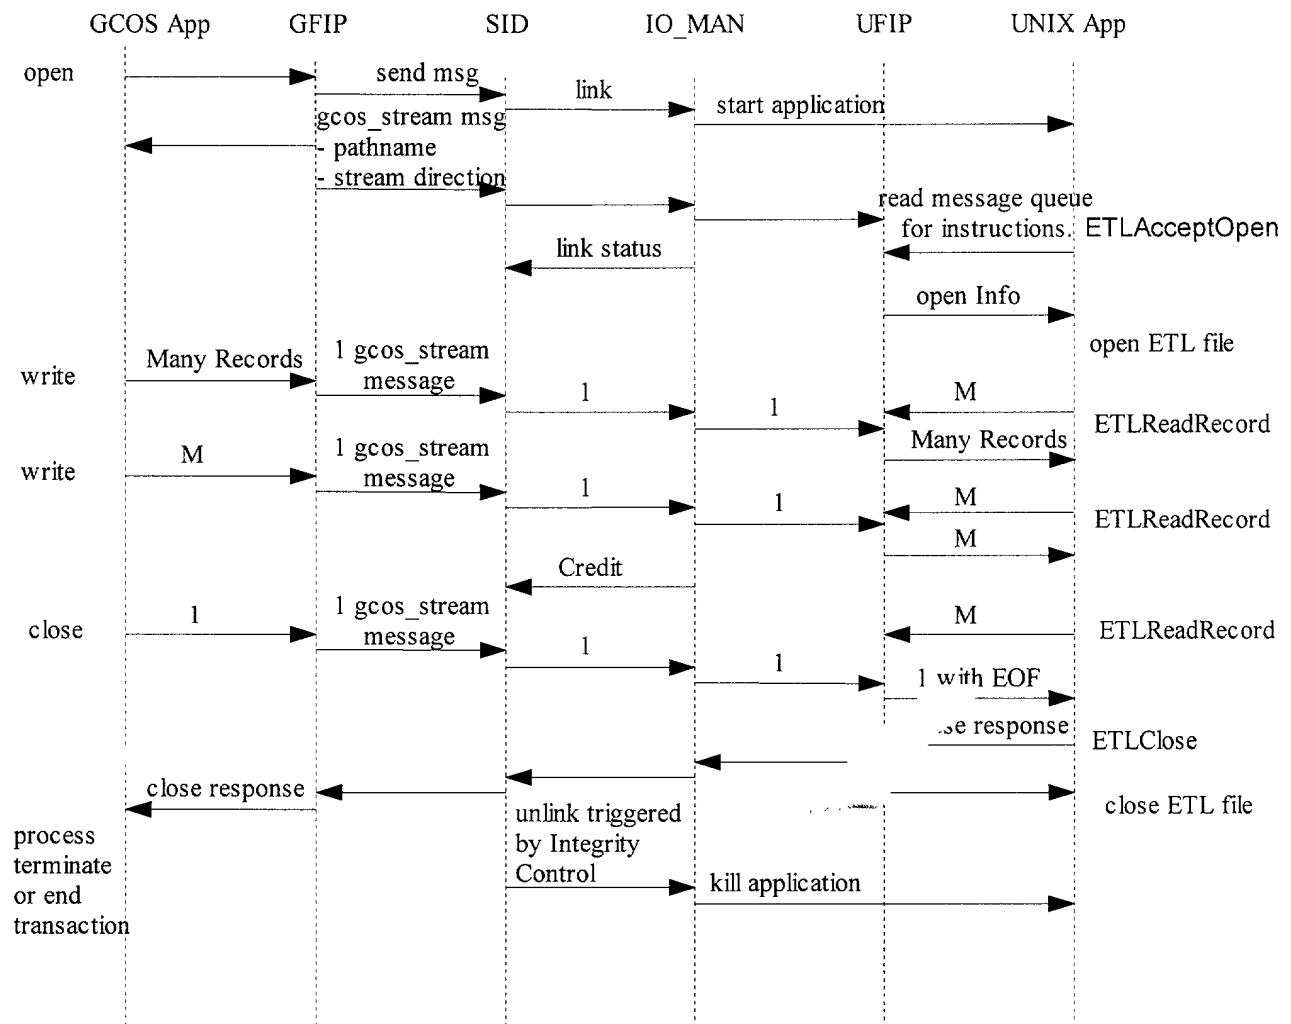 GCOS App GFIP SID IO_MAN UFIP UNIX App
open
send msg
link
start application
gcos_stream msg
- pathname
- stream direction
read message queue
for instructions.
ETLAcceptOpen
link status
open Info
open ETL file
write
Many Records
1 gcos_stream
message
1
1
M
ETLReadRecord
Many Records
write
M
1 gcos_stream
message
1
1
M
ETLReadRecord
M
Credit
close
1
1 gcos_stream
message
1
1
M
ETLReadRecord
1 with EOF
response
ETLClose
close response
close ETL file
unlink triggered
by Integrity
Control
process
terminate
or end
transaction
kill application